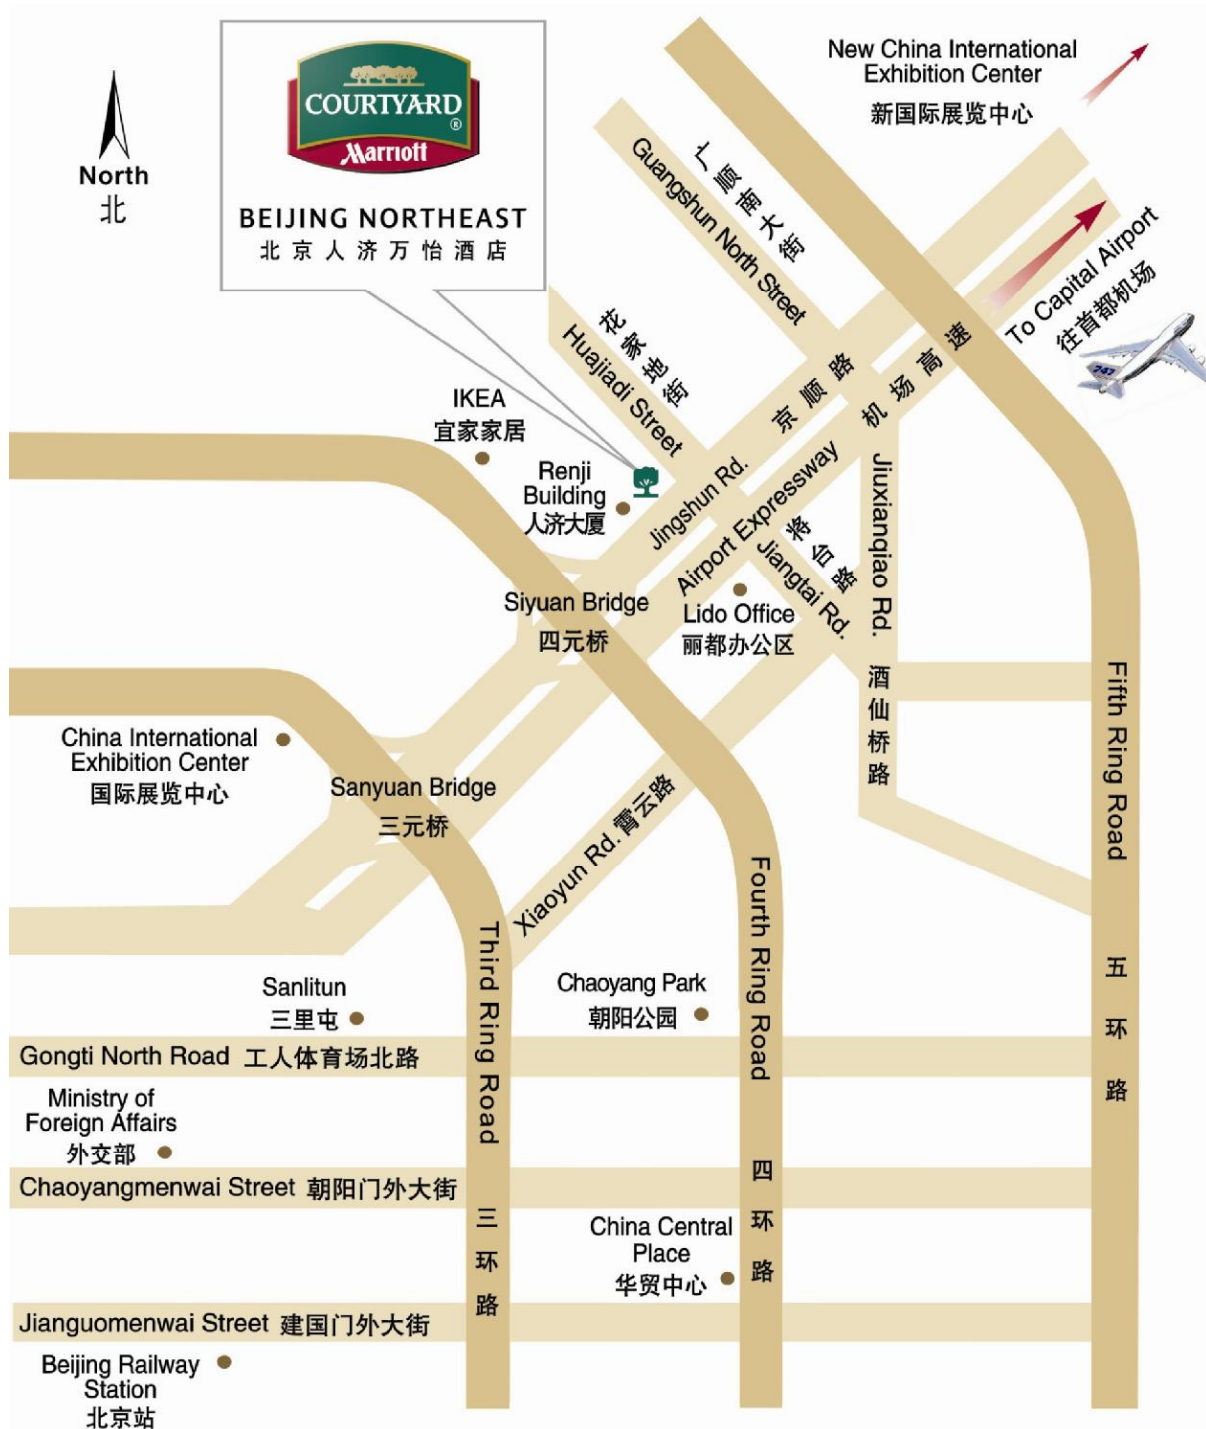 COURTYARD
®
Marriott
BEIJING NORTHEAST
北京人济万怡酒店
North
北
New China International
Exhibition Center
新国际展览中心
广顺南大街
Guangshun North Street
To Capital Airport
往首都机场
747
花家地街
Huajiadi Street
京顺路
Jingshun Rd.
机场高速
Airport Expressway
IKEA
宜家家居
Renji
Building
人济大厦
将台路
Jiangtai Rd.
Jiuxianqiao Rd.
酒仙桥路
Siyuan Bridge
四元桥
Lido Office
丽都办公区
China International
Exhibition Center
国际展览中心
Sanyuan Bridge
三元桥
Xiaoyun Rd. 霄云路
Third Ring Road
三环路
Fourth Ring Road
四环路
Fifth Ring Road
五环路
Sanlitun
三里屯
Chaoyang Park
朝阳公园
Gongti North Road 工人体育场北路
Ministry of
Foreign Affairs
外交部
Chaoyangmenwai Street 朝阳门外大街
China Central
Place
华贸中心
Jianguomenwai Street 建国门外大街
Beijing Railway
Station
北京站